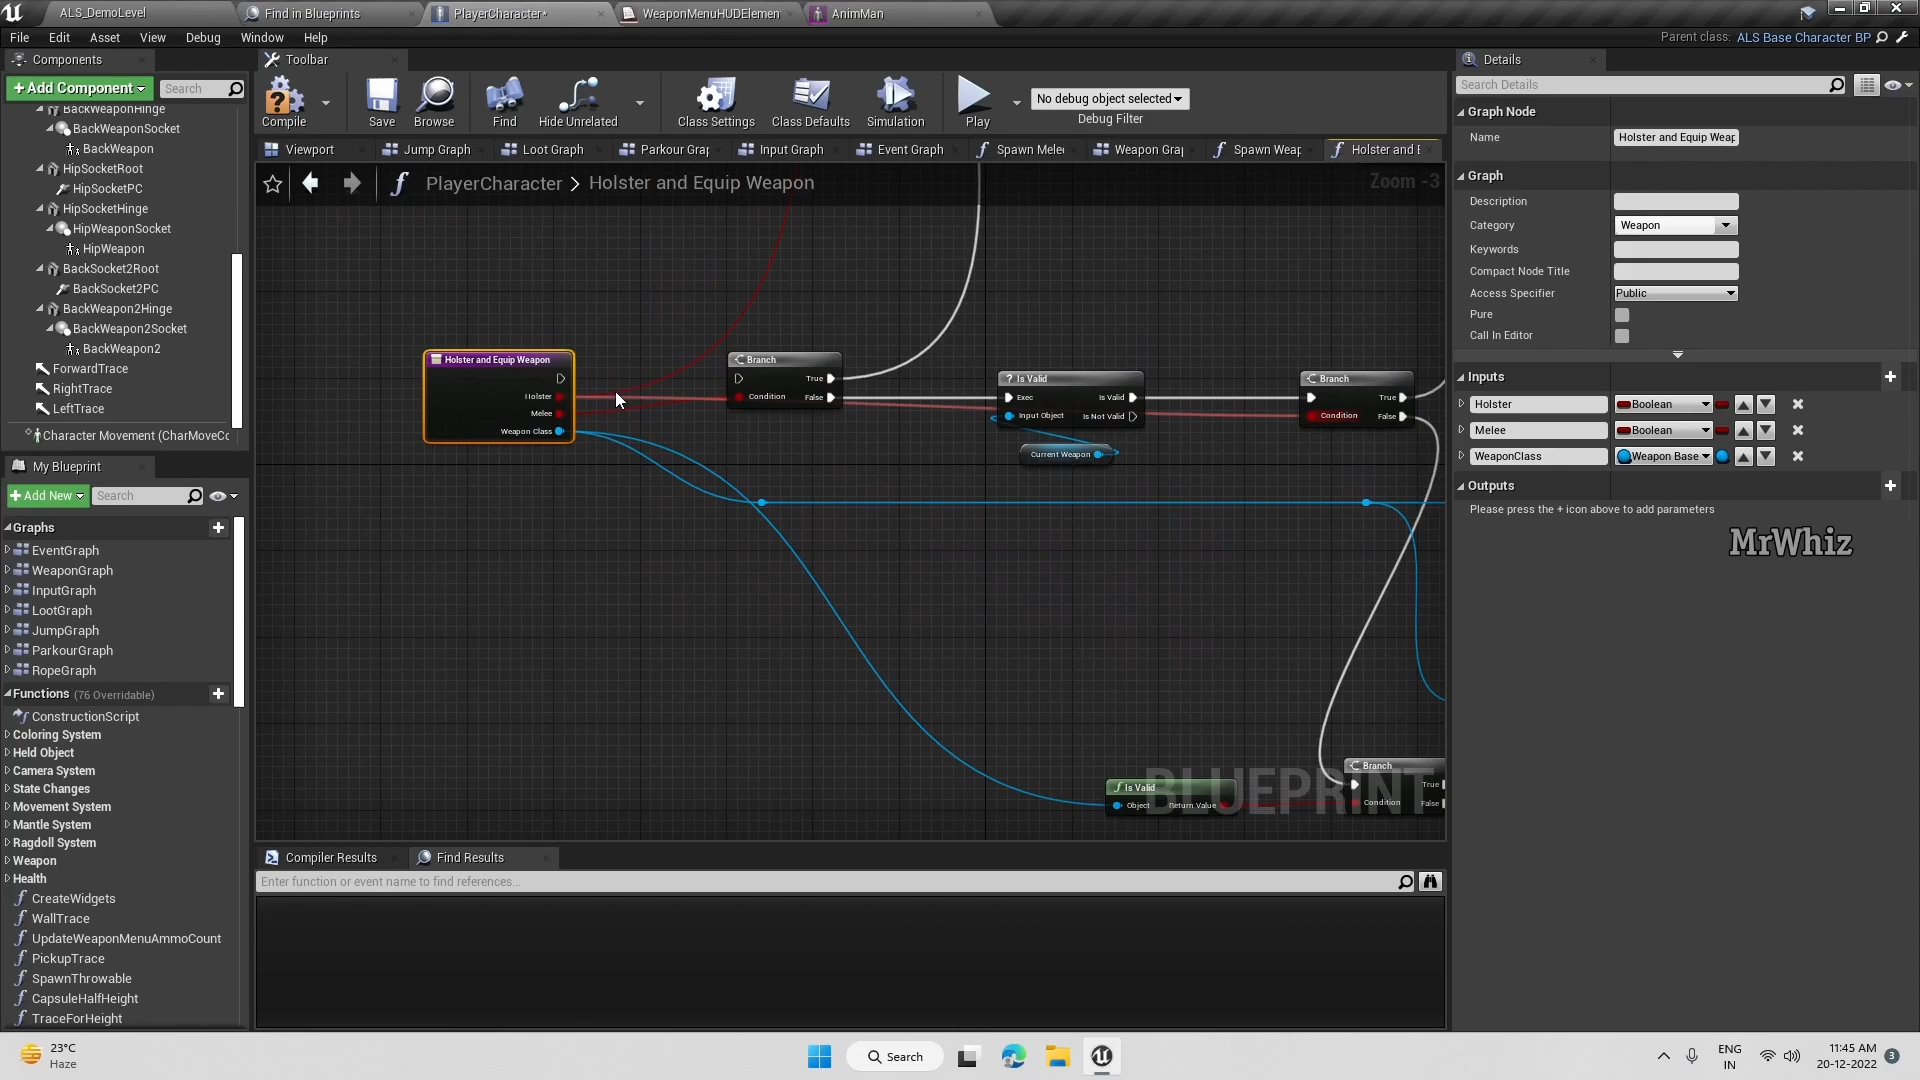 ALS_DemoLevel
Find in Blueprints
PlayerCharacter*
WeaponMenuHUDElemen
AnimMan
File Edit Asset View Debug Window Help
Parent class: ALS Base Character BP
Components
Toolbar
Details
+ Add Component
Search
Compile
Save
Browse
Find
Hide Unrelated
Class Settings
Class Defaults
Simulation
Play
No debug object selected
Debug Filter
Search Details
Graph Node
Name
Holster and Equip Weap
Graph
Description
Category
Weapon
Keywords
Compact Node Title
Access Specifier
Public
Pure
Call In Editor
Inputs
Holster
Boolean
Melee
Boolean
WeaponClass
Weapon Base
Outputs
Please press the + icon above to add parameters
MrWhiz
BackWeaponHinge
BackWeaponSocket
BackWeapon
HipSocketRoot
HipSocketPC
HipSocketHinge
HipWeaponSocket
HipWeapon
BackSocket2Root
BackSocket2PC
BackWeapon2Hinge
BackWeapon2Socket
BackWeapon2
ForwardTrace
RightTrace
LeftTrace
Character Movement (CharMoveCo
My Blueprint
+ Add New
Search
Graphs
EventGraph
WeaponGraph
InputGraph
LootGraph
JumpGraph
ParkourGraph
RopeGraph
Functions (76 Overridable)
ConstructionScript
Coloring System
Held Object
Camera System
State Changes
Movement System
Mantle System
Ragdoll System
Weapon
Health
CreateWidgets
WallTrace
UpdateWeaponMenuAmmoCount
PickupTrace
SpawnThrowable
CapsuleHalfHeight
TraceForHeight
Viewport
Jump Graph
Loot Graph
Parkour Grap
Input Graph
Event Graph
Spawn Mele
Weapon Gra
Spawn Weap
Holster and E
PlayerCharacter > Holster and Equip Weapon
Zoom -3
Holster and Equip Weapon
Holster
Melee
Weapon Class
Branch
True
Condition False
? Is Valid
Exec Is Valid
Input Object Is Not Valid
Current Weapon
Branch
True
Condition False
Is Valid
Object Return Value
Branch
True
Condition False
BLUEPRINT
Compiler Results
Find Results
Enter function or event name to find references...
23°C
Haze
Search
ENG
IN
11:45 AM
20-12-2022
3